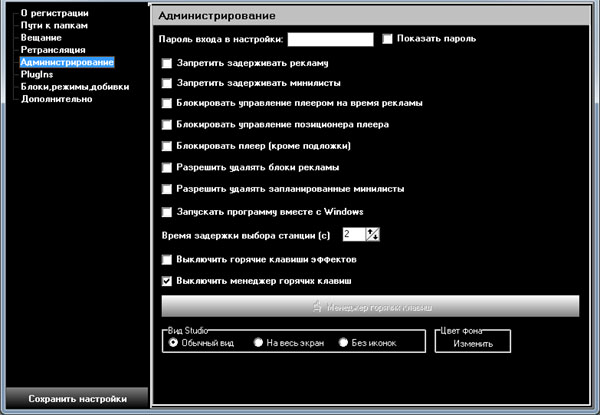 О регистрации
Пути к папкам
Вещание
Ретрансляция
Администрирование
PlugIns
Блоки,режимы,добивки
Дополнительно
Сохранить настройки
Администрирование
Пароль входа в настройки: Показать пароль
Запретить задерживать рекламу
Запретить задерживать минилисты
Блокировать управление плеером на время рекламы
Блокировать управление позиционера плеера
Блокировать плеер (кроме подложки)
Разрешить удалять блоки рекламы
Разрешить удалять запланированные минилисты
Запускать программу вместе с Windows
Время задержки выбора станции (с) 2
Выключить горячие клавиши эффектов
Выключить менеджер горячих клавиш
Менеджер горячих клавиш
Вид Studio Цвет фона
Обычный вид На весь экран Без иконок Изменить